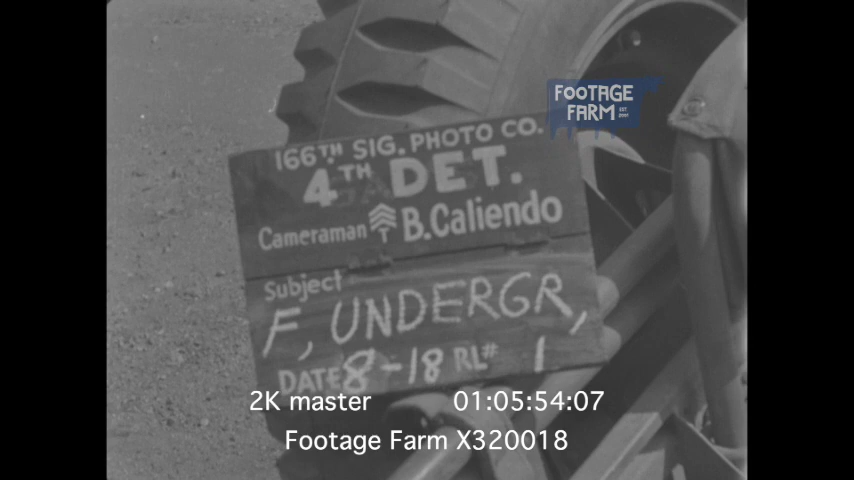 FOOTAGE
FARM
166TH SIG. PHOTO CO.
4TH DET.
Cameraman B.Caliendo
Subject
F, UNDERGR,
DATE 8-18 RL# 1
2K master 01:05:54:07
Footage Farm X320018